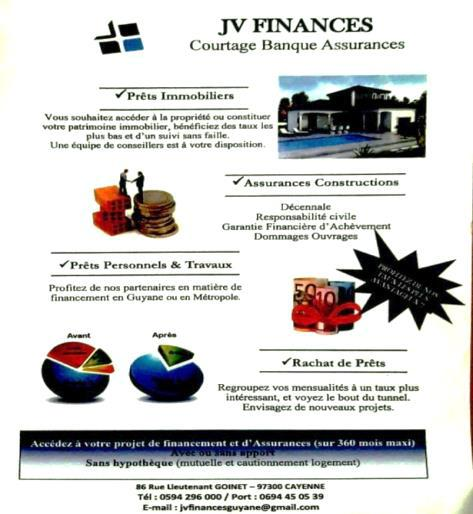 JV FINANCES
Courtage Banque Assurances
✓Prêts Immobiliers
Vous souhaitez accéder à la propriété ou constituer
votre patrimoine immobilier, bénéficiez des taux les
plus bas et d'un suivi sans faille.
Une équipe de conseillers est à votre disposition.
✓Assurances Constructions
Décennale
Responsabilité civile
Garantie Financière d'Achèvement
Dommages Ouvrages
✓Prêts Personnels & Travaux
Profitez de nos partenaires en matière de
financement en Guyane ou en Métropole.
50 10
PROFITEZ DE NOS
TAUX LES PLUS
AVANTAGEUX
Avant
Après
✓Rachat de Prêts
Regroupez vos mensualités à un taux plus
intéressant, et voyez le bout du tunnel.
Envisagez de nouveaux projets.
Accédez à votre projet de financement et d'Assurances (sur 360 mois maxi)
Avec ou sans apport
Sans hypothèque (mutuelle et cautionnement logement)
86 Rue Lieutenant GOINET – 97300 CAYENNE
Tél : 0594 296 000 / Port : 0694 45 05 39
E-mail : jvfinancesguyane@gmail.com